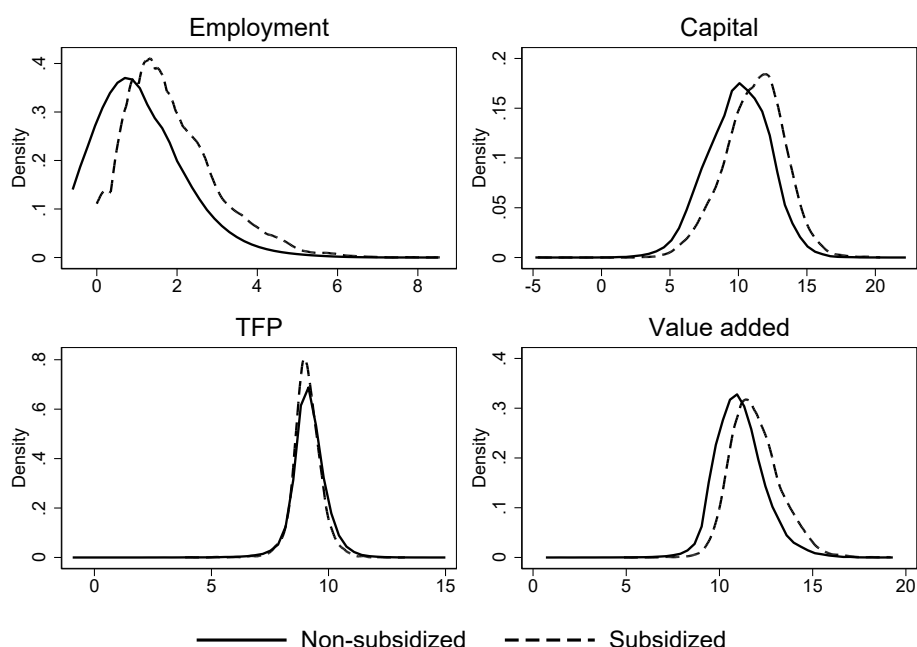 Employment
Density
0 .1 .2 .3 .4
0 2 4 6 8
Capital
Density
0 .05 .1 .15 .2
-5 0 5 10 15 20
TFP
Density
0 .2 .4 .6 .8
0 5 10 15
Value added
Density
0 .1 .2 .3 .4
0 5 10 15 20
Non-subsidized Subsidized